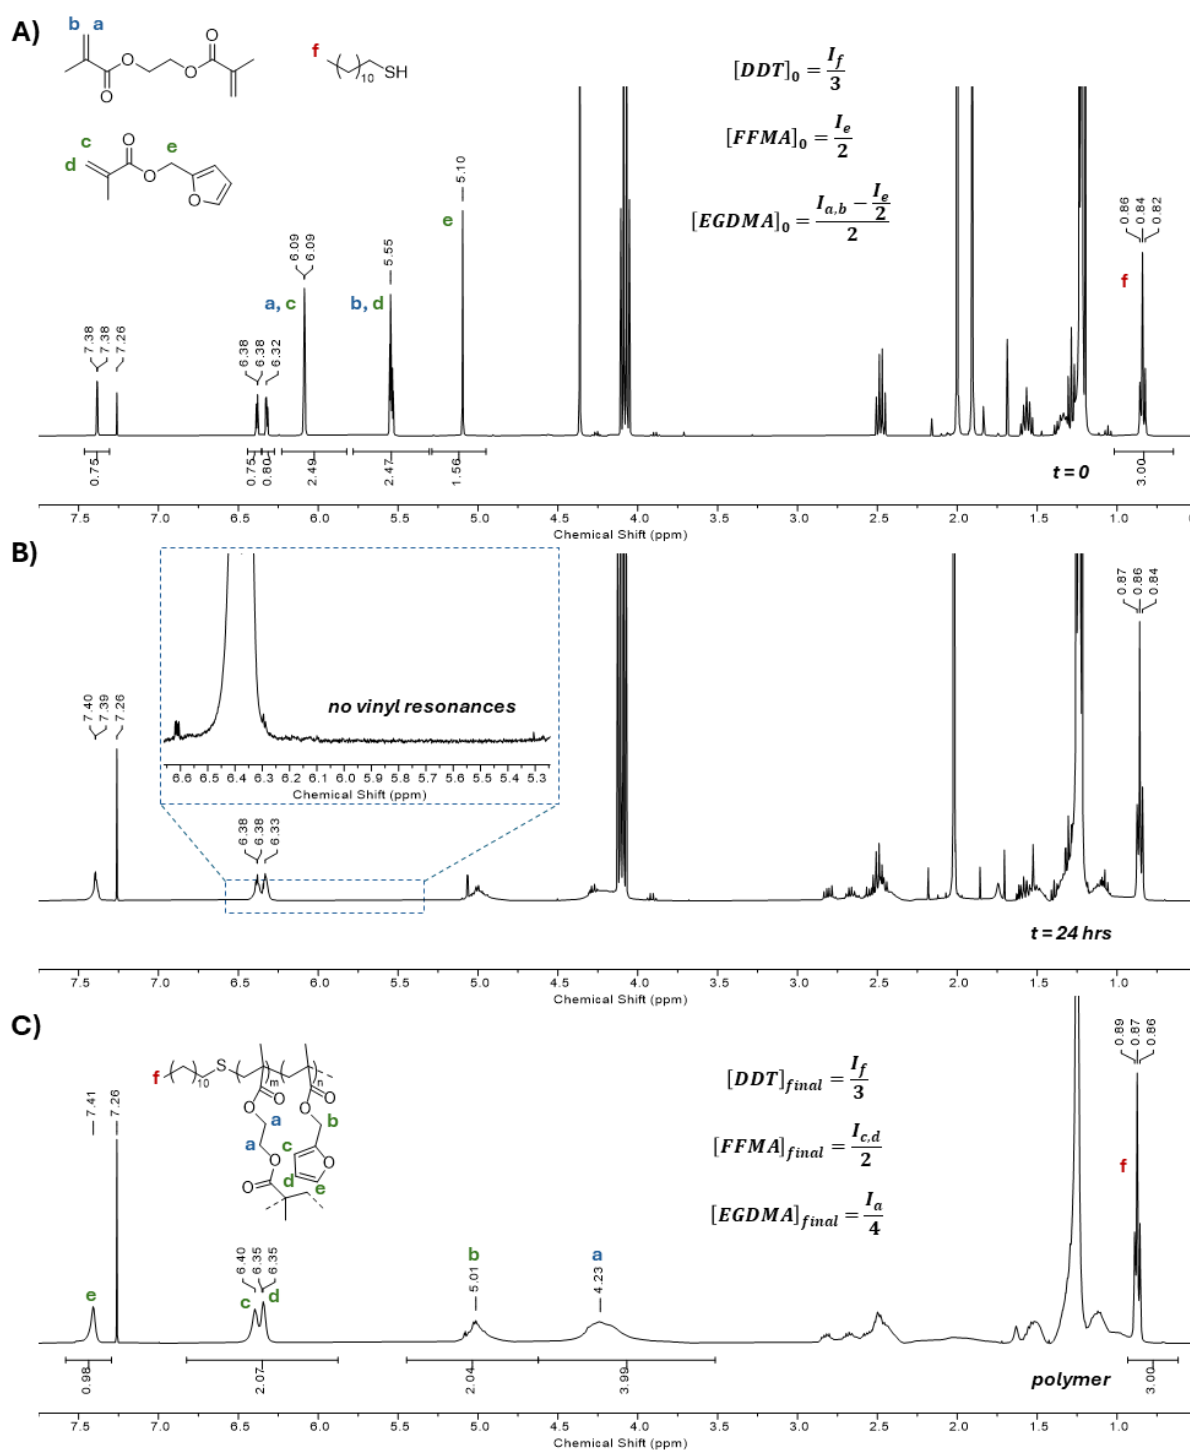 A)
b a
O
O
O
O
f
10
SH
[DDT]₀ = I_f / 3
[FFMA]₀ = I_e / 2
[EGDMA]₀ = (I_a,b − I_e / 2) / 2
c
d
O
O
e
O
7.38
7.38
7.26
6.38
6.38
6.32
6.09
6.09
5.55
5.10
0.86
0.84
0.82
a, c
b, d
e
f
0.75
0.75
0.80
2.49
2.47
1.56
3.00
t = 0
7.5 7.0 6.5 6.0 5.5 5.0 4.5 4.0 3.5 3.0 2.5 2.0 1.5 1.0
Chemical Shift (ppm)
B)
7.40
7.39
7.26
no vinyl resonances
6.6 6.5 6.4 6.3 6.2 6.1 6.0 5.9 5.8 5.7 5.6 5.5 5.4 5.3
Chemical Shift (ppm)
6.38
6.38
6.33
0.87
0.86
0.84
t = 24 hrs
7.5 7.0 6.5 6.0 5.5 5.0 4.5 4.0 3.5 3.0 2.5 2.0 1.5 1.0
Chemical Shift (ppm)
C)
f
10
S
m
n
O
O
O
O
a
a
b
O
O
c
d
O
e
[DDT]final = I_f / 3
[FFMA]final = I_c,d / 2
[EGDMA]final = I_a / 4
7.41
7.26
6.40
6.35
6.35
5.01
4.23
0.89
0.87
0.86
e
c
d
b
a
f
0.98
2.07
2.04
3.99
3.00
polymer
7.5 7.0 6.5 6.0 5.5 5.0 4.5 4.0 3.5 3.0 2.5 2.0 1.5 1.0
Chemical Shift (ppm)